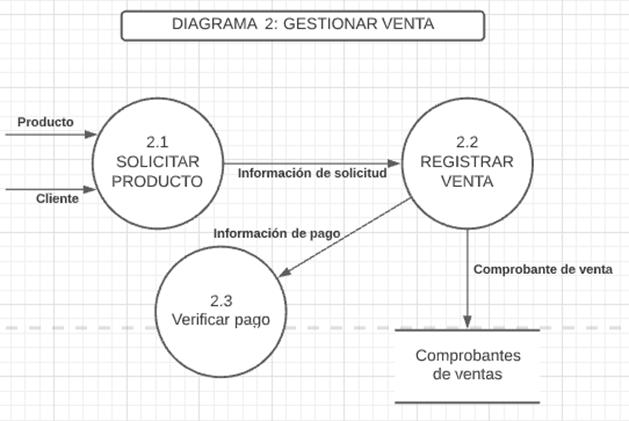 DIAGRAMA 2: GESTIONAR VENTA
Producto
Cliente
2.1
SOLICITAR
PRODUCTO
Información de solicitud
2.2
REGISTRAR
VENTA
Información de pago
2.3
Verificar pago
Comprobante de venta
Comprobantes
de ventas